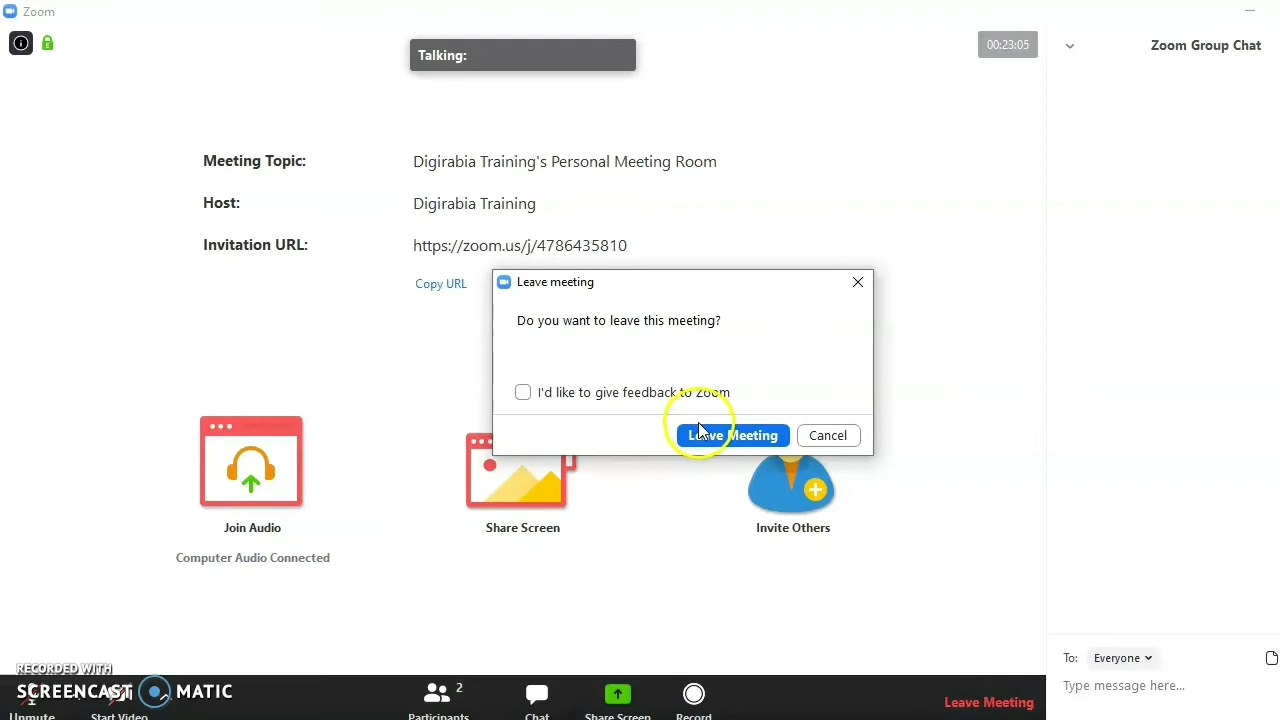 Zoom
Talking:
00:23:05
Zoom Group Chat
Meeting Topic: Digirabia Training's Personal Meeting Room
Host: Digirabia Training
Invitation URL: https://zoom.us/j/4786435810
Copy URL
Leave meeting
Do you want to leave this meeting?
I'd like to give feedback to Zoom
Leave Meeting Cancel
Join Audio Share Screen Invite Others
Computer Audio Connected
To: Everyone
Type message here...
RECORDED WITH
SCREENCAST MATIC
2
Unmute Start Video Participants Chat Share Screen Record Leave Meeting